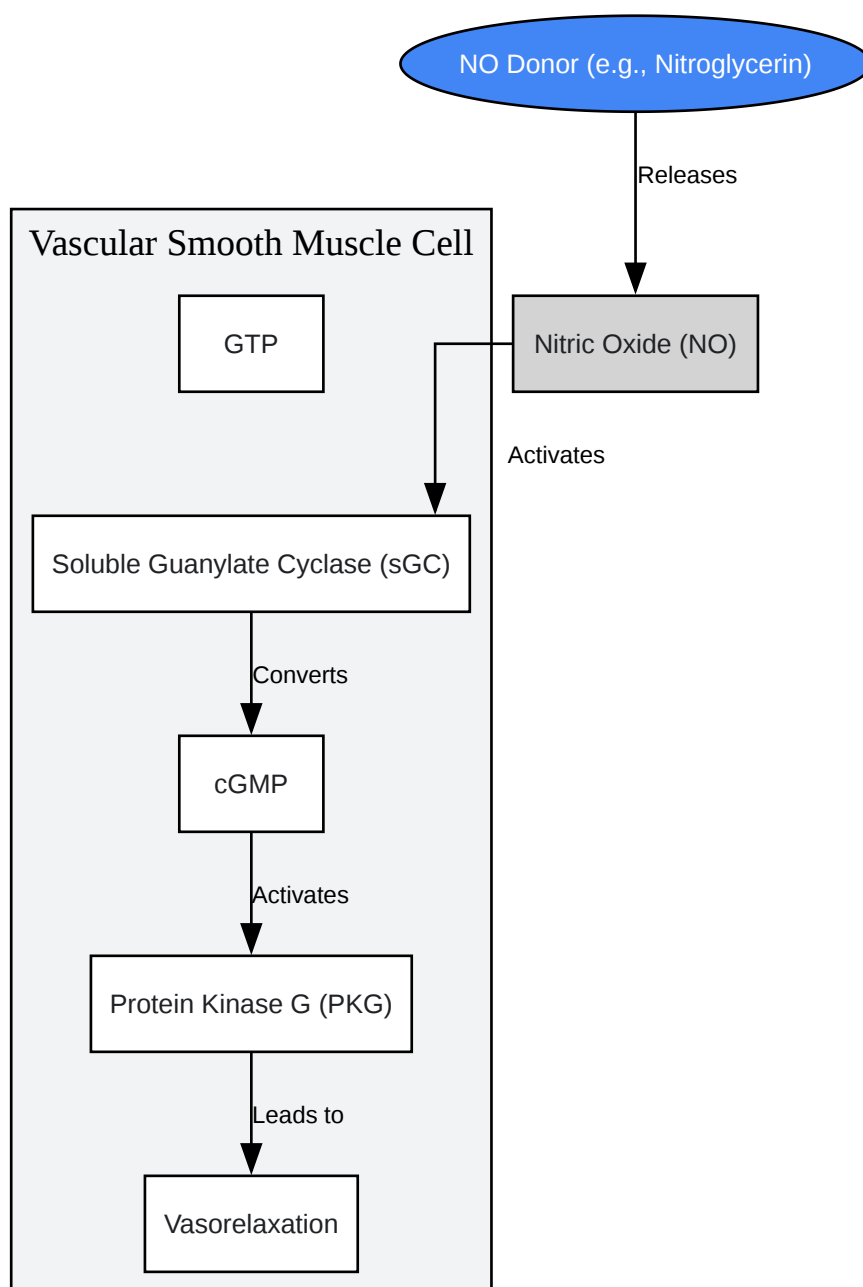 NO Donor (e.g., Nitroglycerin)
Releases
Vascular Smooth Muscle Cell
GTP
Nitric Oxide (NO)
Activates
Soluble Guanylate Cyclase (sGC)
Converts
cGMP
Activates
Protein Kinase G (PKG)
Leads to
Vasorelaxation